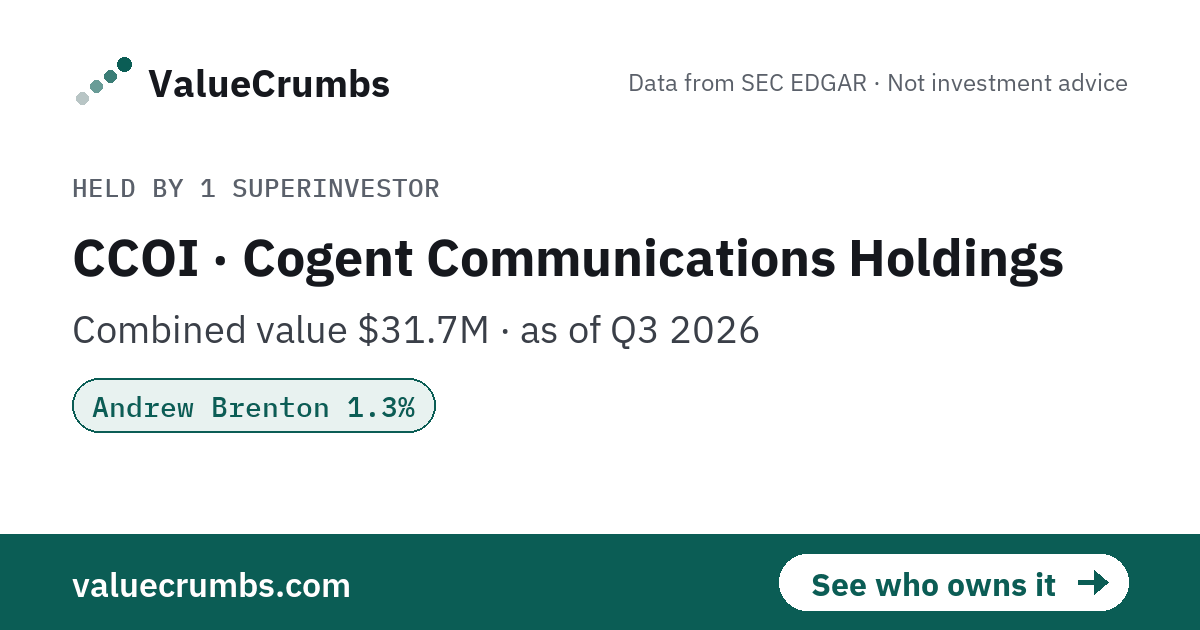 ValueCrumbs
Data from SEC EDGAR · Not investment advice
HELD BY 1 SUPERINVESTOR
CCOI · Cogent Communications Holdings
Combined value $31.7M · as of Q3 2026
Andrew Brenton 1.3%
valuecrumbs.com
See who owns it →